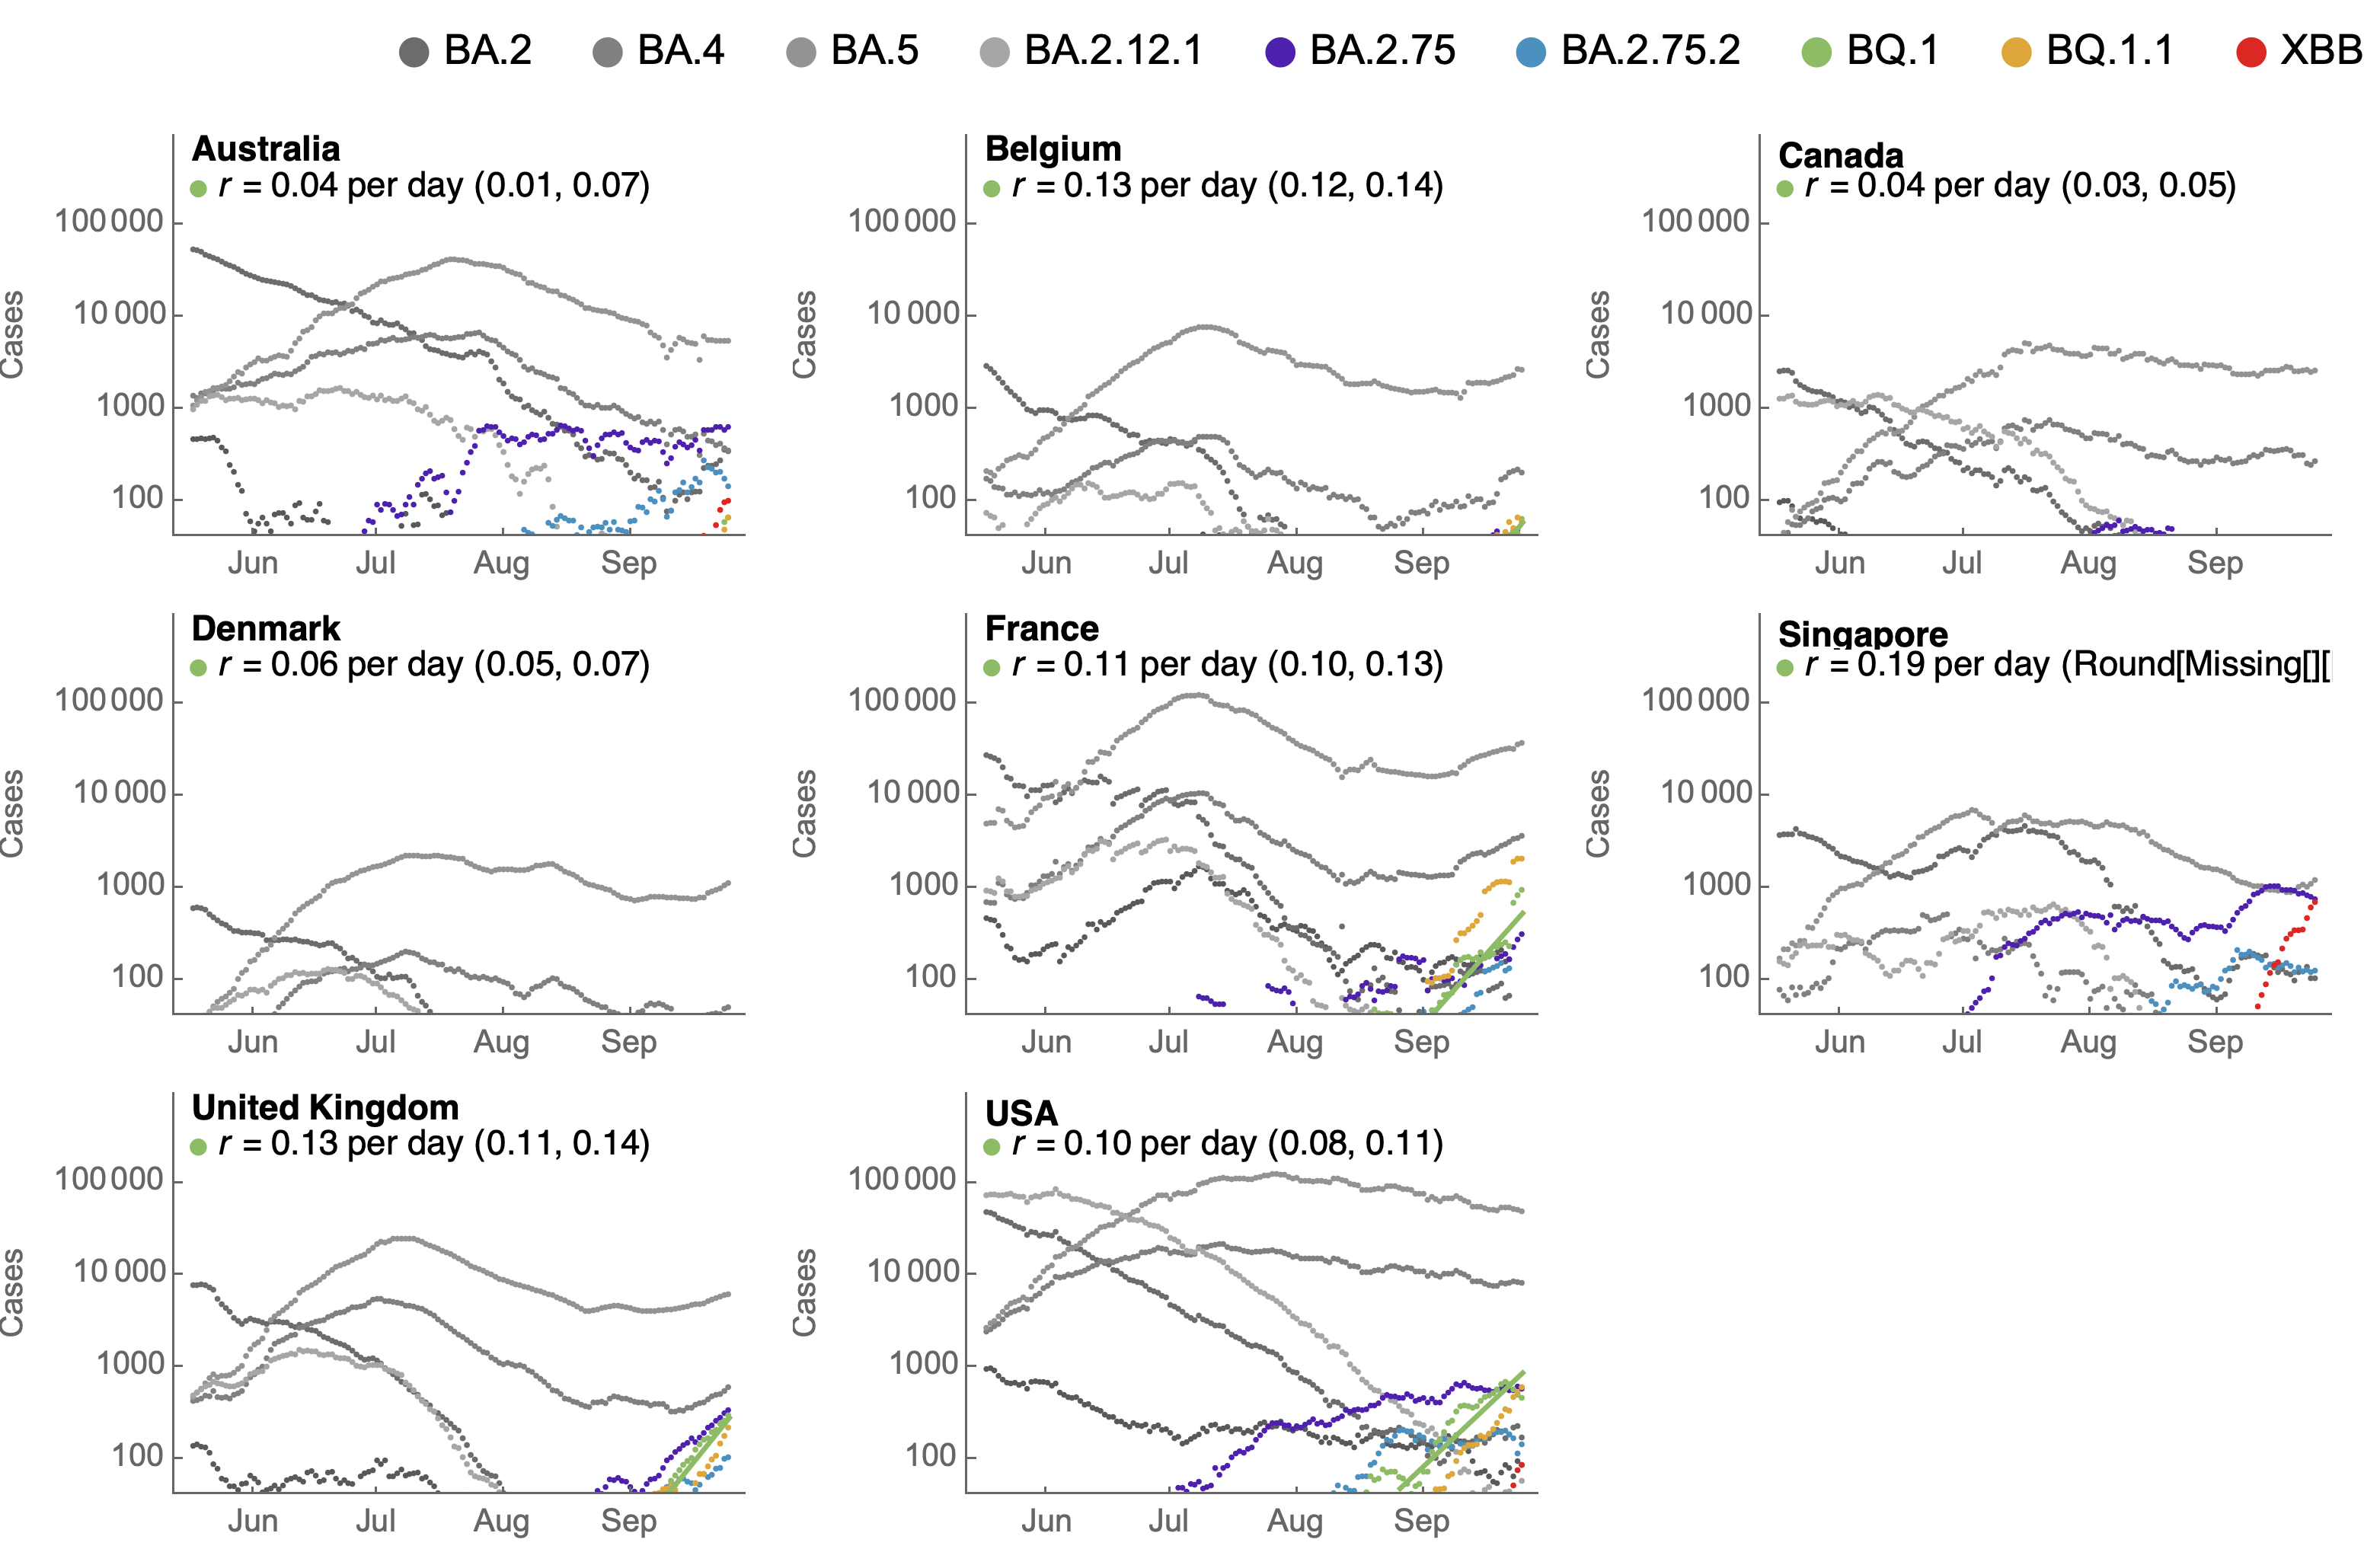 BA.2 BA.4 BA.5 BA.2.12.1 BA.2.75 BA.2.75.2 BQ.1 BQ.1.1 XBB
Australia
r = 0.04 per day (0.01, 0.07)
100 000
10 000
1000
100
Cases
Jun Jul Aug Sep
Belgium
r = 0.13 per day (0.12, 0.14)
100 000
10 000
1000
100
Cases
Jun Jul Aug Sep
Canada
r = 0.04 per day (0.03, 0.05)
100 000
10 000
1000
100
Cases
Jun Jul Aug Sep
Denmark
r = 0.06 per day (0.05, 0.07)
100 000
10 000
1000
100
Cases
Jun Jul Aug Sep
France
r = 0.11 per day (0.10, 0.13)
100 000
10 000
1000
100
Cases
Jun Jul Aug Sep
Singapore
r = 0.19 per day (Round[Missing[][
100 000
10 000
1000
100
Cases
Jun Jul Aug Sep
United Kingdom
r = 0.13 per day (0.11, 0.14)
100 000
10 000
1000
100
Cases
Jun Jul Aug Sep
USA
r = 0.10 per day (0.08, 0.11)
100 000
10 000
1000
100
Cases
Jun Jul Aug Sep